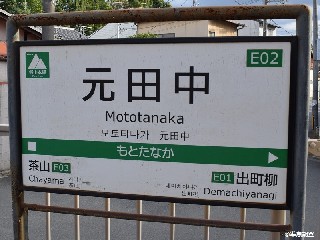 E02
元田中
Mototanaka
모토타나카 元田中
もとたなか
茶山 E03
Chayama
E01 出町柳
Demachiyanagi